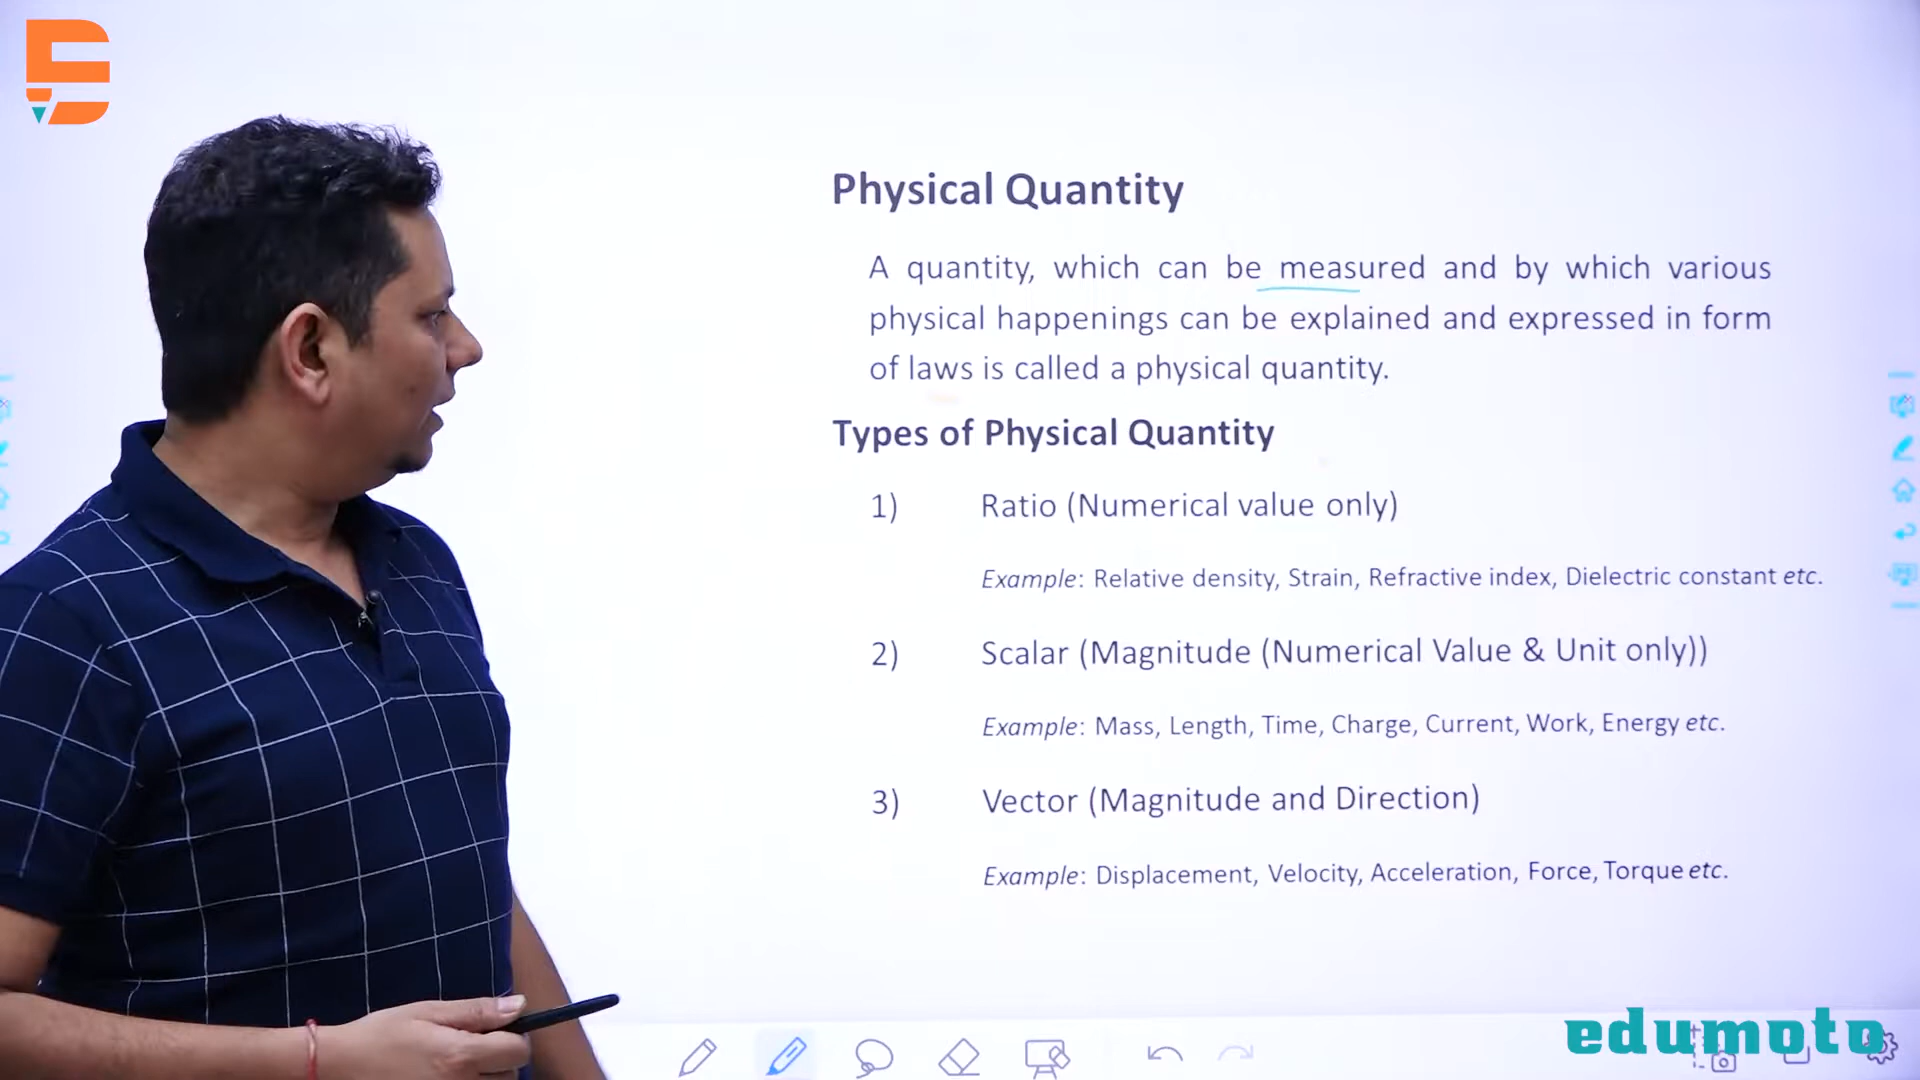 Physical Quantity
A quantity, which can be measured and by which various
physical happenings can be explained and expressed in form
of laws is called a physical quantity.
Types of Physical Quantity
1) Ratio (Numerical value only)
Example: Relative density, Strain, Refractive index, Dielectric constant etc.
2) Scalar (Magnitude (Numerical Value & Unit only))
Example: Mass, Length, Time, Charge, Current, Work, Energy etc.
3) Vector (Magnitude and Direction)
Example: Displacement, Velocity, Acceleration, Force, Torque etc.
edumoto